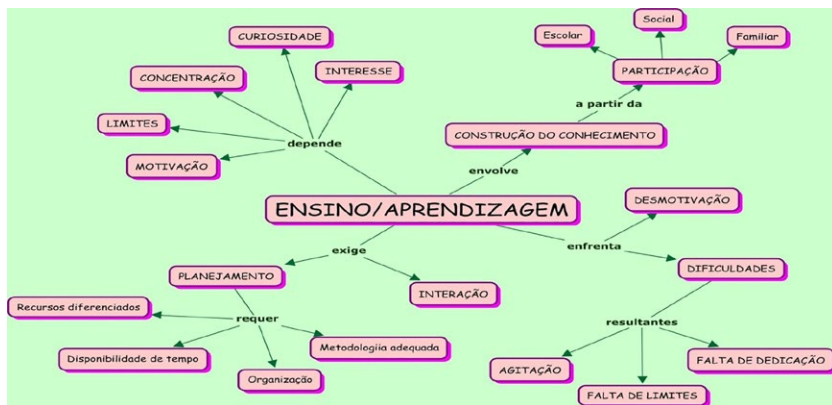 CURIOSIDADE
CONCENTRAÇÃO
INTERESSE
LIMITES
MOTIVAÇÃO
depende
Social
Escolar
Familiar
PARTICIPAÇÃO
a partir da
CONSTRUÇÃO DO CONHECIMENTO
envolve
ENSINO/APRENDIZAGEM
DESMOTIVAÇÃO
enfrenta
DIFICULDADES
resultantes
AGITAÇÃO
FALTA DE LIMITES
FALTA DE DEDICAÇÃO
exige
PLANEJAMENTO
INTERAÇÃO
requer
Recursos diferenciados
Disponibilidade de tempo
Organização
Metodologiia adequada